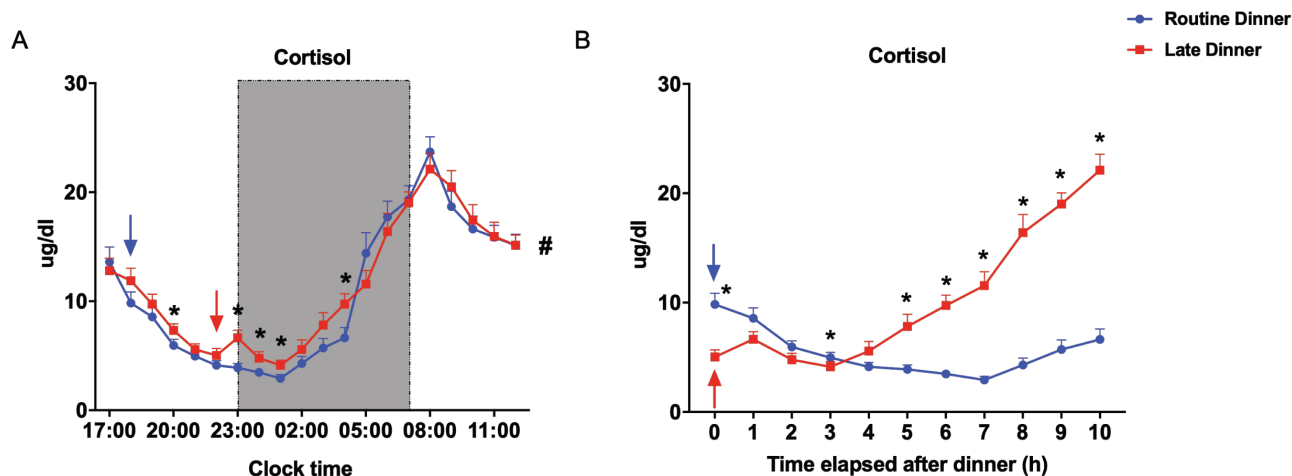 A
Cortisol
30
20
10
0
ug/dl
* * * * *
#
17:00 20:00 23:00 02:00 05:00 08:00 11:00
Clock time
B
Cortisol
Routine Dinner
Late Dinner
30
20
10
0
ug/dl
* * * * * * * *
0 1 2 3 4 5 6 7 8 9 10
Time elapsed after dinner (h)